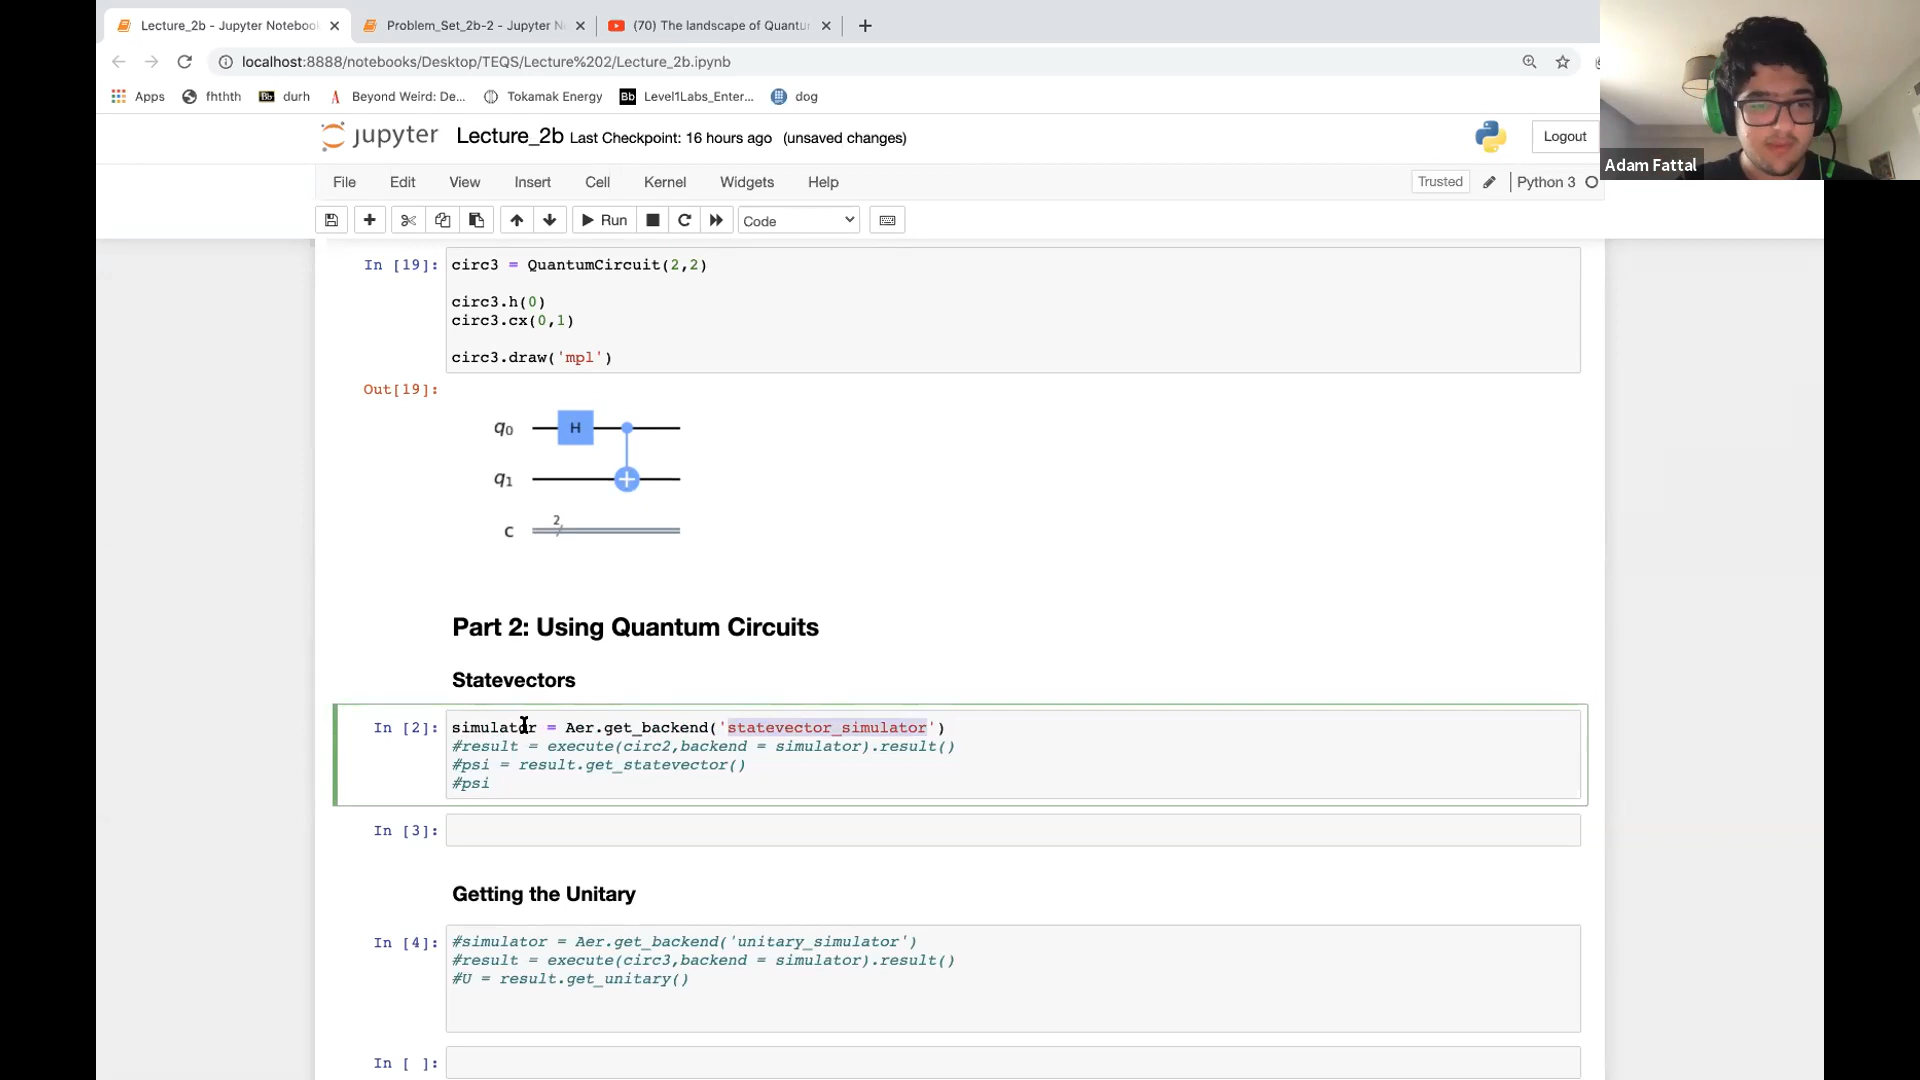 Lecture_2b - Jupyter Notebook
Problem_Set_2b-2 - Jupyter N
(70) The landscape of Quantu
localhost:8888/notebooks/Desktop/TEQS/Lecture%202/Lecture_2b.ipynb
Apps
fhthth
Bb durh
Beyond Weird: De...
Tokamak Energy
Bb Level1Labs_Enter...
dog
Adam Fattal
jupyter Lecture_2b Last Checkpoint: 16 hours ago (unsaved changes)
Logout
File Edit View Insert Cell Kernel Widgets Help
Trusted Python 3
Run Code
In [19]: circ3 = QuantumCircuit(2,2)
circ3.h(0)
circ3.cx(0,1)
circ3.draw('mpl')
Out[19]:
q0 H
q1
2
c
Part 2: Using Quantum Circuits
Statevectors
In [2]: simulator = Aer.get_backend('statevector_simulator')
#result = execute(circ2,backend = simulator).result()
#psi = result.get_statevector()
#psi
In [3]:
Getting the Unitary
In [4]: #simulator = Aer.get_backend('unitary_simulator')
#result = execute(circ3,backend = simulator).result()
#U = result.get_unitary()
In [ ]: